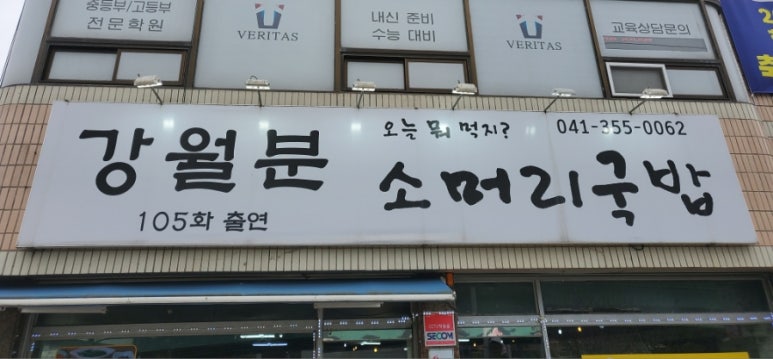 중등부/고등부
전문학원
VERITAS
내신 준비
수능 대비
VERITAS
교육상담문의
강월분
105화 출연
오늘 뭐 먹지?
041-355-0062
소머리국밥
SECOM